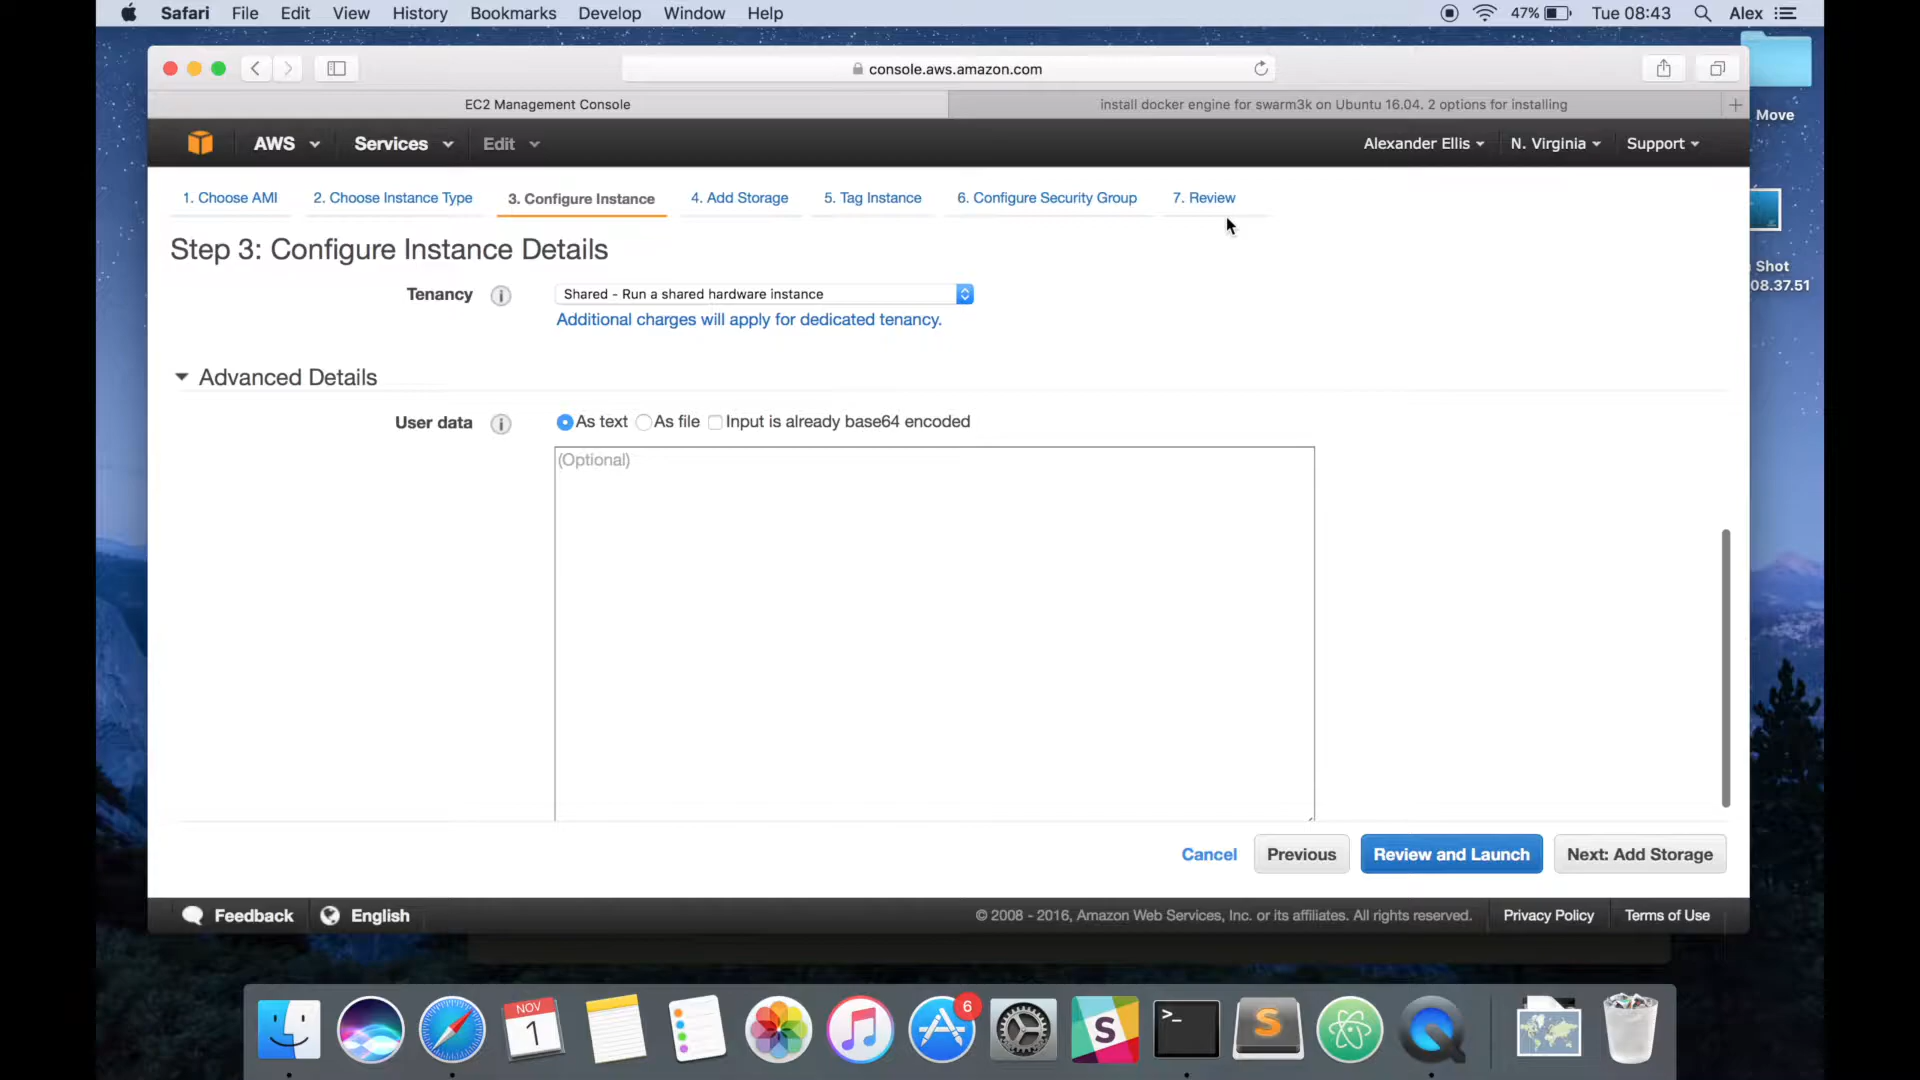 Safari File Edit View History Bookmarks Develop Window Help 47% Tue 08:43 Alex
console.aws.amazon.com
EC2 Management Console install docker engine for swarm3k on Ubuntu 16.04. 2 options for installing
Move
AWS Services Edit Alexander Ellis N. Virginia Support
1. Choose AMI 2. Choose Instance Type 3. Configure Instance 4. Add Storage 5. Tag Instance 6. Configure Security Group 7. Review
Step 3: Configure Instance Details
Shot
08.37.51
Tenancy i Shared - Run a shared hardware instance
Additional charges will apply for dedicated tenancy.
Advanced Details
User data i As text As file Input is already base64 encoded
(Optional)
Cancel Previous Review and Launch Next: Add Storage
Feedback English © 2008 - 2016, Amazon Web Services, Inc. or its affiliates. All rights reserved. Privacy Policy Terms of Use
NOV
1
6
S
>_
S